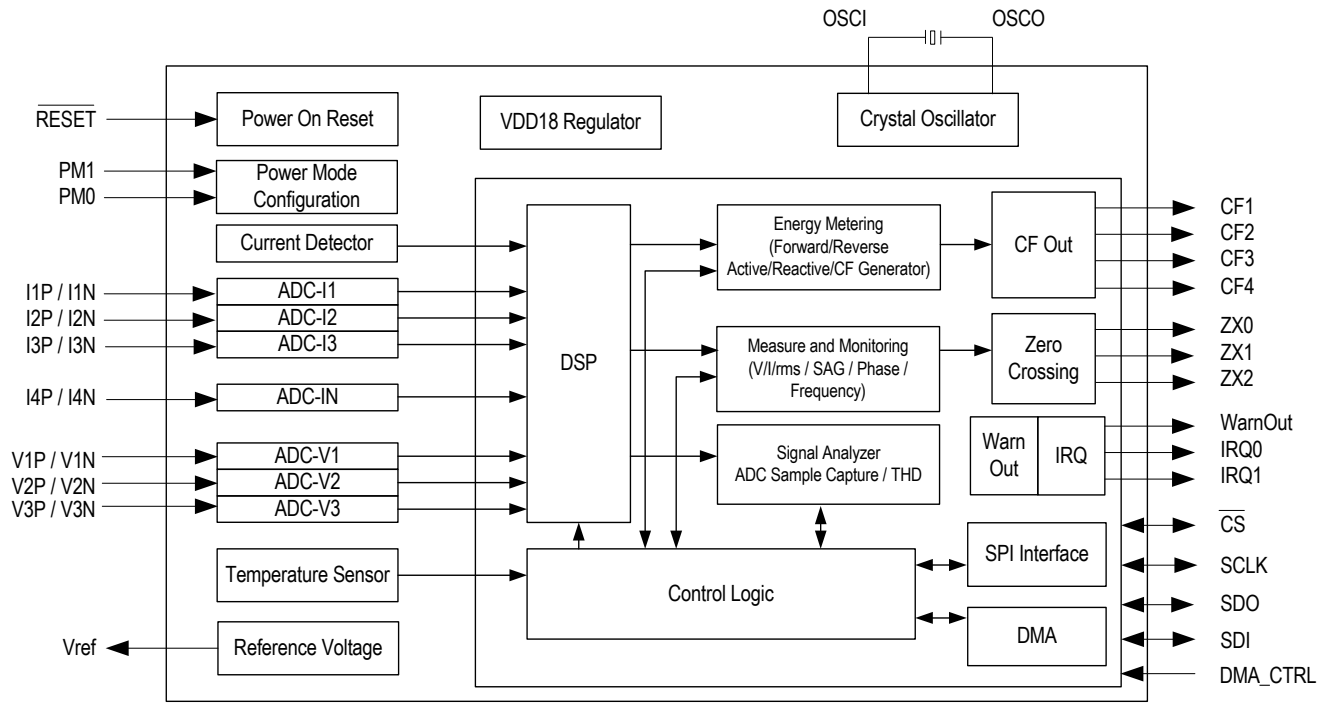 OSCI
OSCO
RESET
Power On Reset
VDD18 Regulator
Crystal Oscillator
PM1
PM0
Power Mode
Configuration
Current Detector
I1P / I1N
ADC-I1
I2P / I2N
ADC-I2
I3P / I3N
ADC-I3
I4P / I4N
ADC-IN
V1P / V1N
ADC-V1
V2P / V2N
ADC-V2
V3P / V3N
ADC-V3
Temperature Sensor
Vref
Reference Voltage
DSP
Energy Metering
(Forward/Reverse
Active/Reactive/CF Generator)
CF Out
CF1
CF2
CF3
CF4
Measure and Monitoring
(V/I/rms / SAG / Phase /
Frequency)
Zero
Crossing
ZX0
ZX1
ZX2
Signal Analyzer
ADC Sample Capture / THD
Warn
Out
IRQ
WarnOut
IRQ0
IRQ1
Control Logic
SPI Interface
DMA
CS
SCLK
SDO
SDI
DMA_CTRL